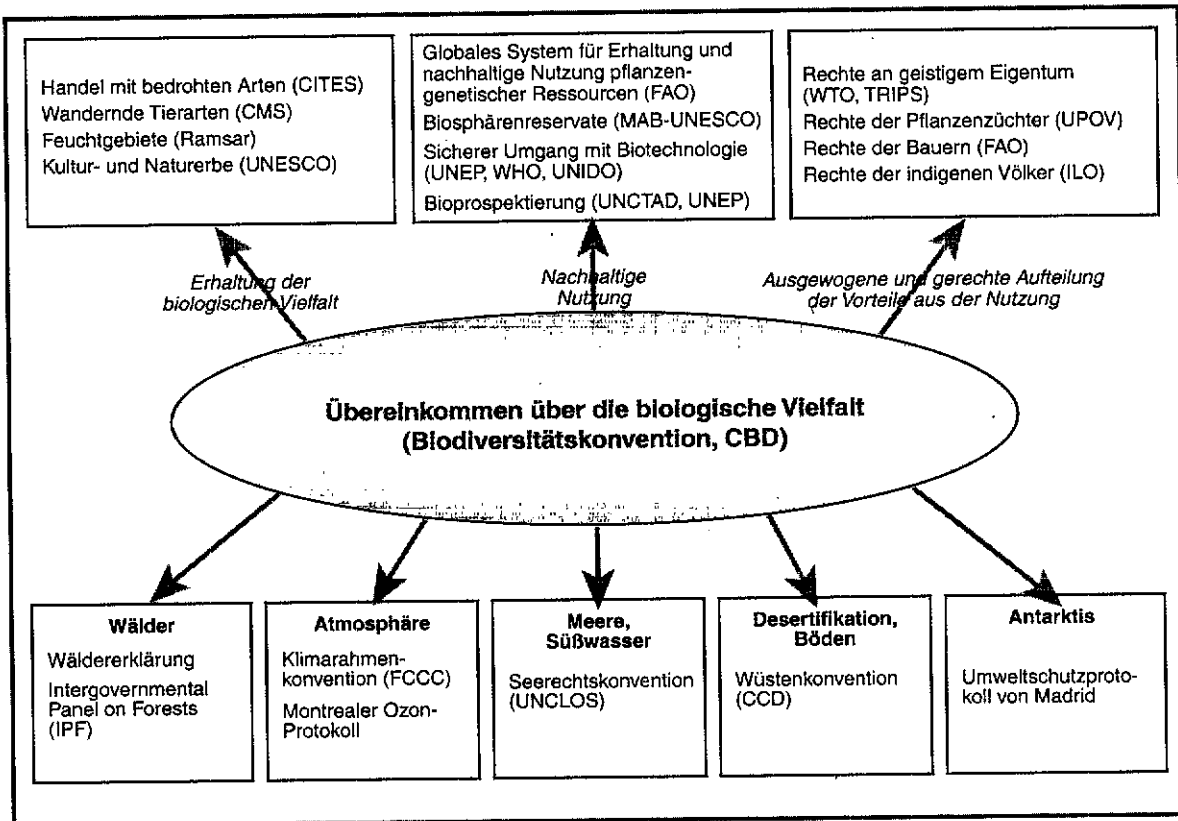 Handel mit bedrohten Arten (CITES)
Wandernde Tierarten (CMS)
Feuchtgebiete (Ramsar)
Kultur- und Naturerbe (UNESCO)
Globales System für Erhaltung und
nachhaltige Nutzung pflanzen-
genetischer Ressourcen (FAO)
Biosphärenreservate (MAB-UNESCO)
Sicherer Umgang mit Biotechnologie
(UNEP, WHO, UNIDO)
Bioprospektierung (UNCTAD, UNEP)
Rechte an geistigem Eigentum
(WTO, TRIPS)
Rechte der Pflanzenzüchter (UPOV)
Rechte der Bauern (FAO)
Rechte der indigenen Völker (ILO)
Erhaltung der
biologischen Vielfalt
Nachhaltige
Nutzung
Ausgewogene und gerechte Aufteilung
der Vorteile aus der Nutzung
Übereinkommen über die biologische Vielfalt
(Biodiversitätskonvention, CBD)
Wälder
Wäldererklärung
Intergovernmental
Panel on Forests
(IPF)
Atmosphäre
Klimarahmen-
konvention (FCCC)
Montrealer Ozon-
Protokoll
Meere,
Süßwasser
Seerechtskonvention
(UNCLOS)
Desertifikation,
Böden
Wüstenkonvention
(CCD)
Antarktis
Umweltschutzproto-
koll von Madrid